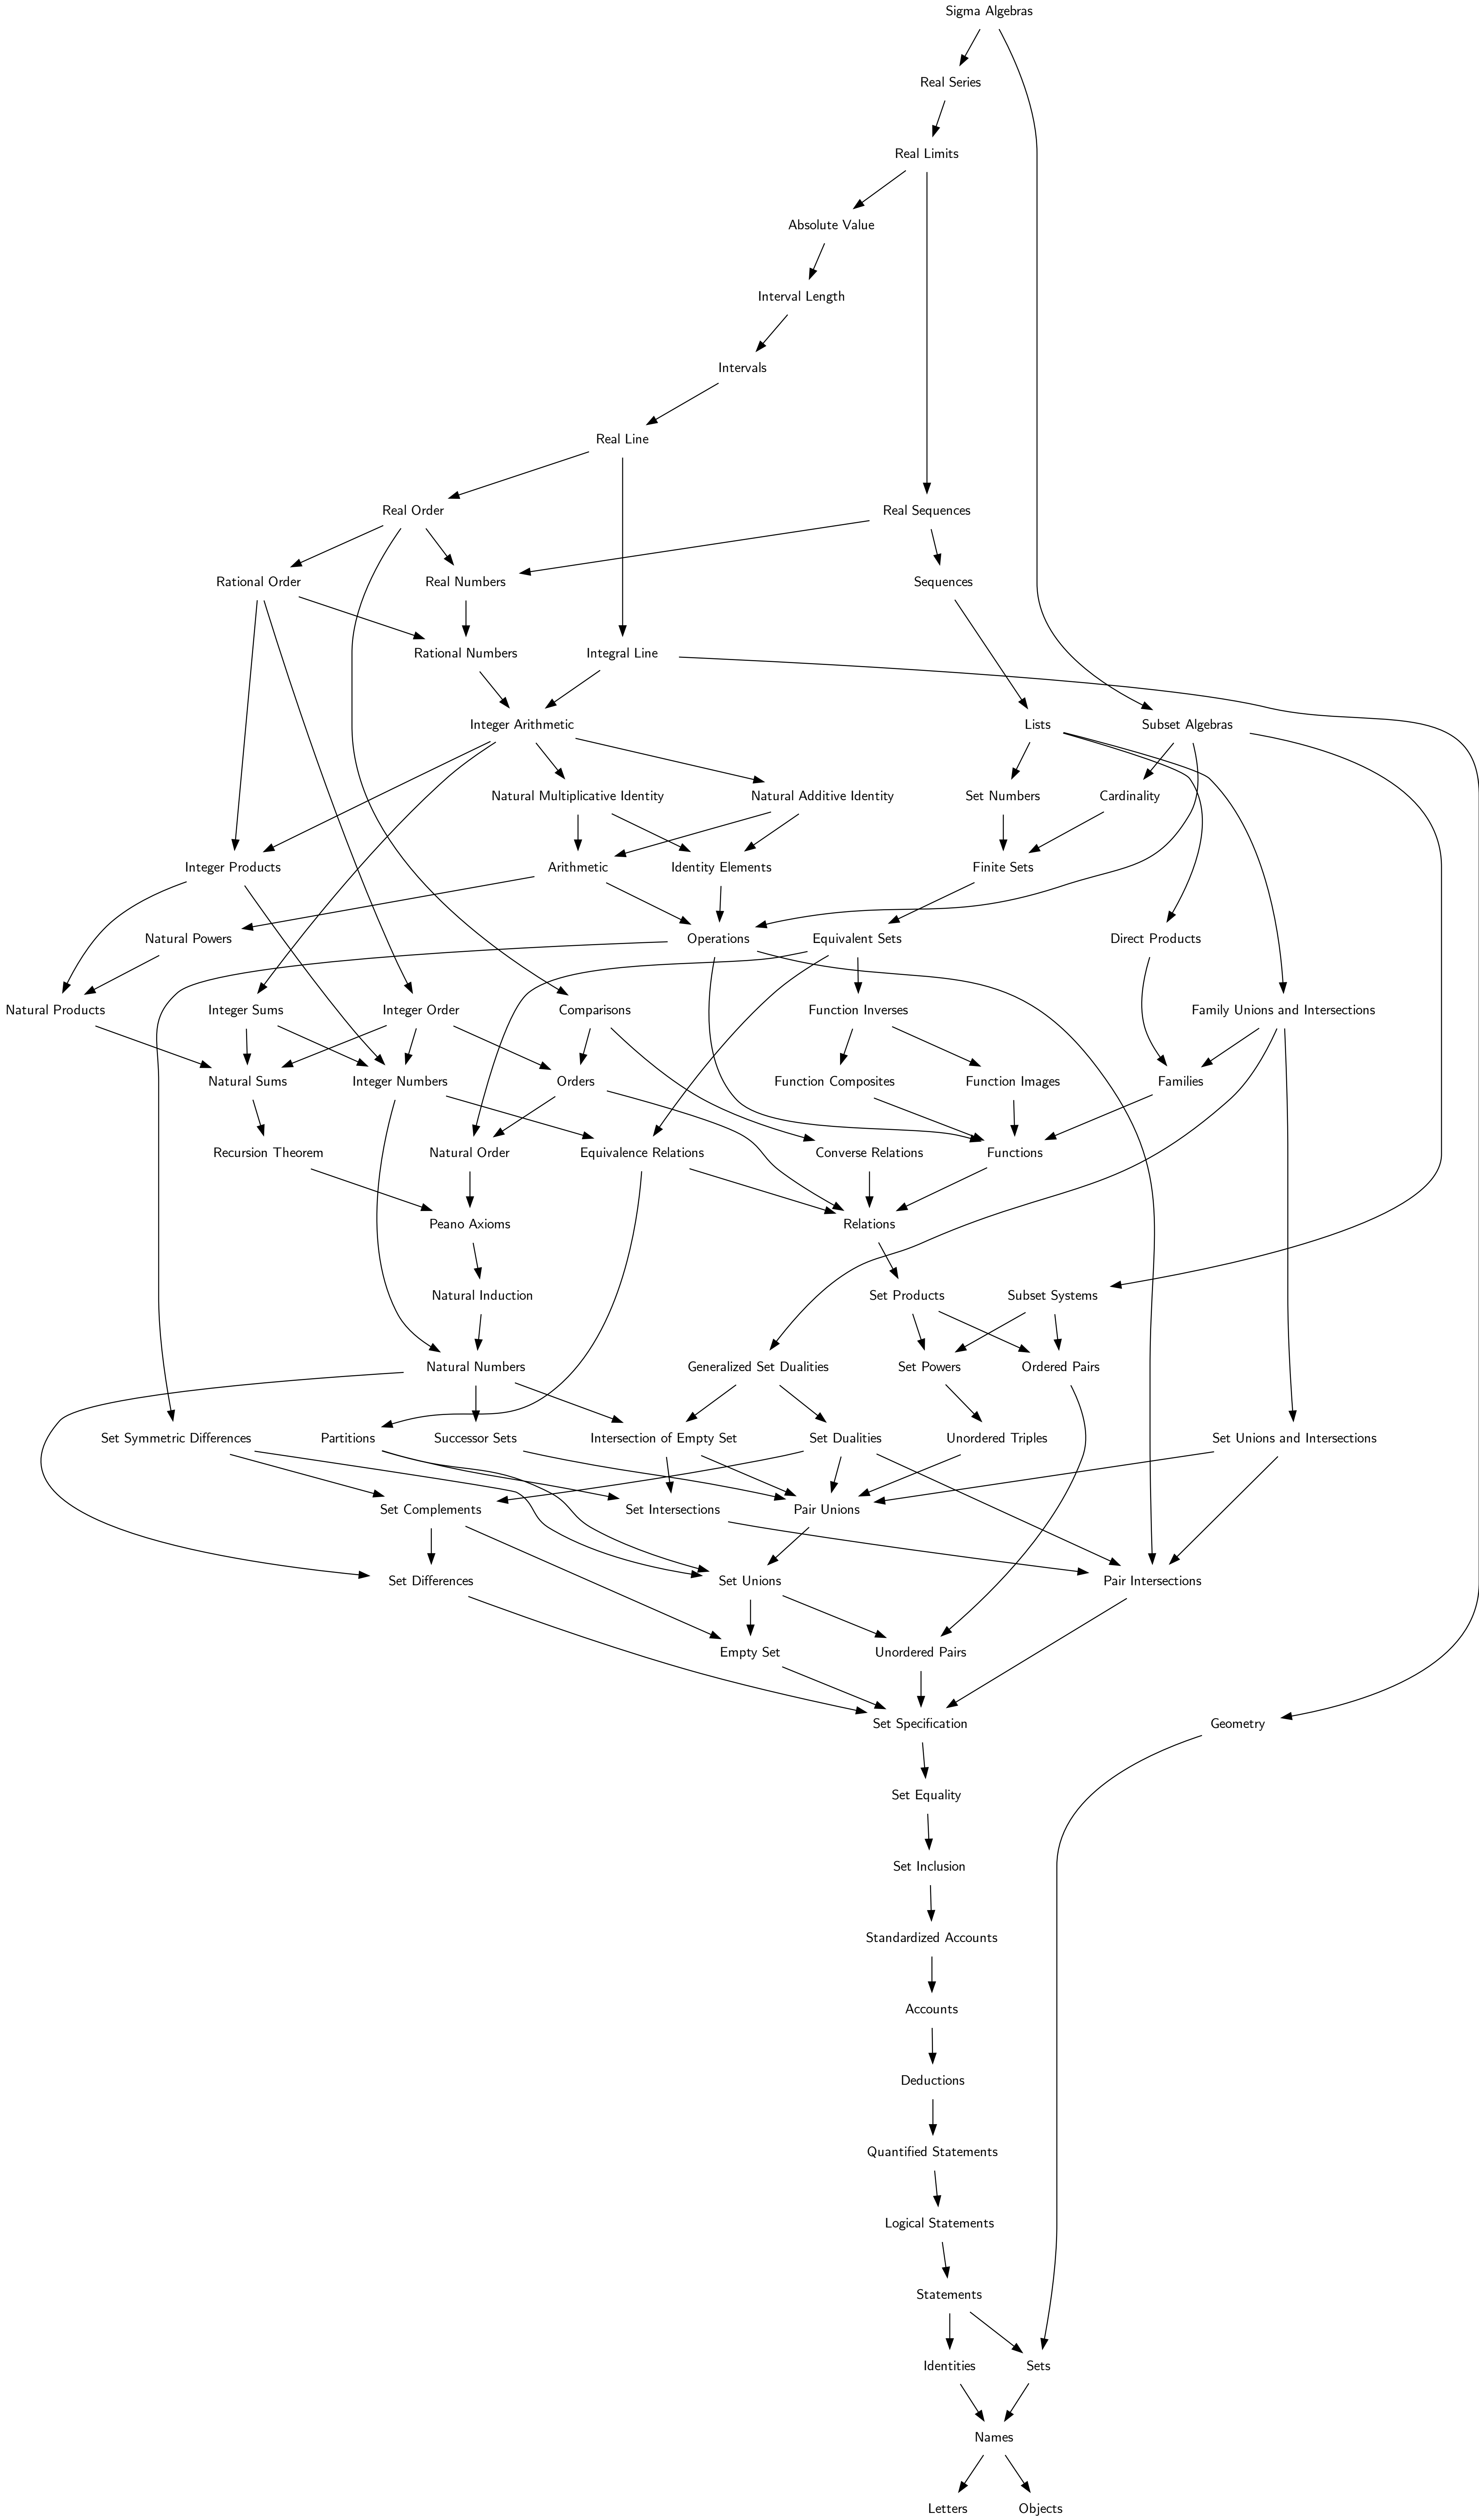 Sigma Algebras
Real Series
Real Limits
Absolute Value
Interval Length
Intervals
Real Line
Real Order
Real Sequences
Rational Order
Real Numbers
Sequences
Rational Numbers
Integral Line
Integer Arithmetic
Lists
Subset Algebras
Natural Multiplicative Identity
Natural Additive Identity
Set Numbers
Cardinality
Integer Products
Arithmetic
Identity Elements
Finite Sets
Natural Powers
Operations
Equivalent Sets
Direct Products
Natural Products
Integer Sums
Integer Order
Comparisons
Function Inverses
Family Unions and Intersections
Natural Sums
Integer Numbers
Orders
Function Composites
Function Images
Families
Recursion Theorem
Natural Order
Equivalence Relations
Converse Relations
Functions
Peano Axioms
Relations
Natural Induction
Set Products
Subset Systems
Natural Numbers
Generalized Set Dualities
Set Powers
Ordered Pairs
Set Symmetric Differences
Partitions
Successor Sets
Intersection of Empty Set
Set Dualities
Unordered Triples
Set Unions and Intersections
Set Complements
Set Intersections
Pair Unions
Set Differences
Set Unions
Pair Intersections
Empty Set
Unordered Pairs
Set Specification
Geometry
Set Equality
Set Inclusion
Standardized Accounts
Accounts
Deductions
Quantified Statements
Logical Statements
Statements
Identities
Sets
Names
Letters
Objects